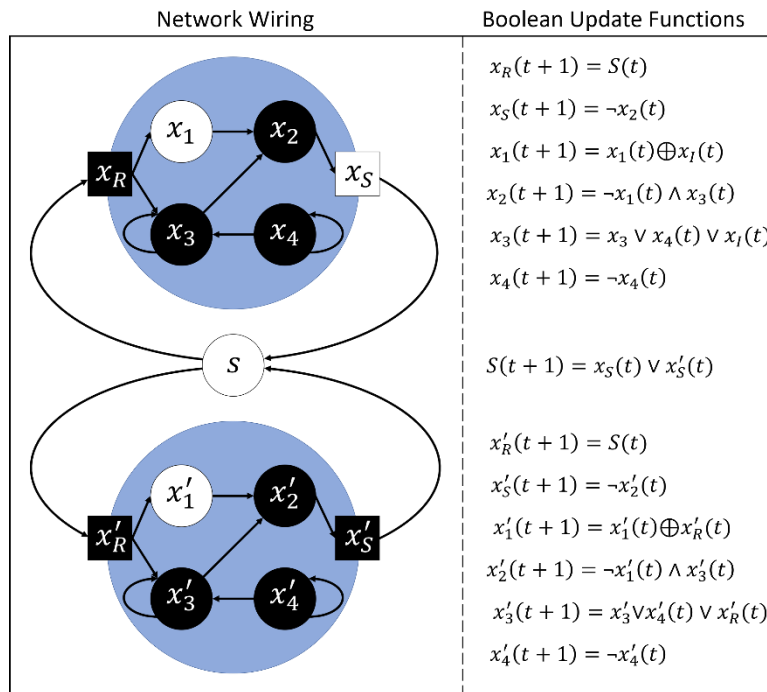 Network Wiring
Boolean Update Functions
x_R
x_1
x_2
x_S
x_3
x_4
x_R(t + 1) = S(t)
x_S(t + 1) = ¬x_2(t)
x_1(t + 1) = x_1(t)⊕x_I(t)
x_2(t + 1) = ¬x_1(t) ∧ x_3(t)
x_3(t + 1) = x_3 ∨ x_4(t) ∨ x_I(t)
x_4(t + 1) = ¬x_4(t)
s
S(t + 1) = x_S(t) ∨ x'_S(t)
x'_R
x'_1
x'_2
x'_S
x'_3
x'_4
x'_R(t + 1) = S(t)
x'_S(t + 1) = ¬x'_2(t)
x'_1(t + 1) = x'_1(t)⊕x'_R(t)
x'_2(t + 1) = ¬x'_1(t) ∧ x'_3(t)
x'_3(t + 1) = x'_3∨x'_4(t) ∨ x'_R(t)
x'_4(t + 1) = ¬x'_4(t)